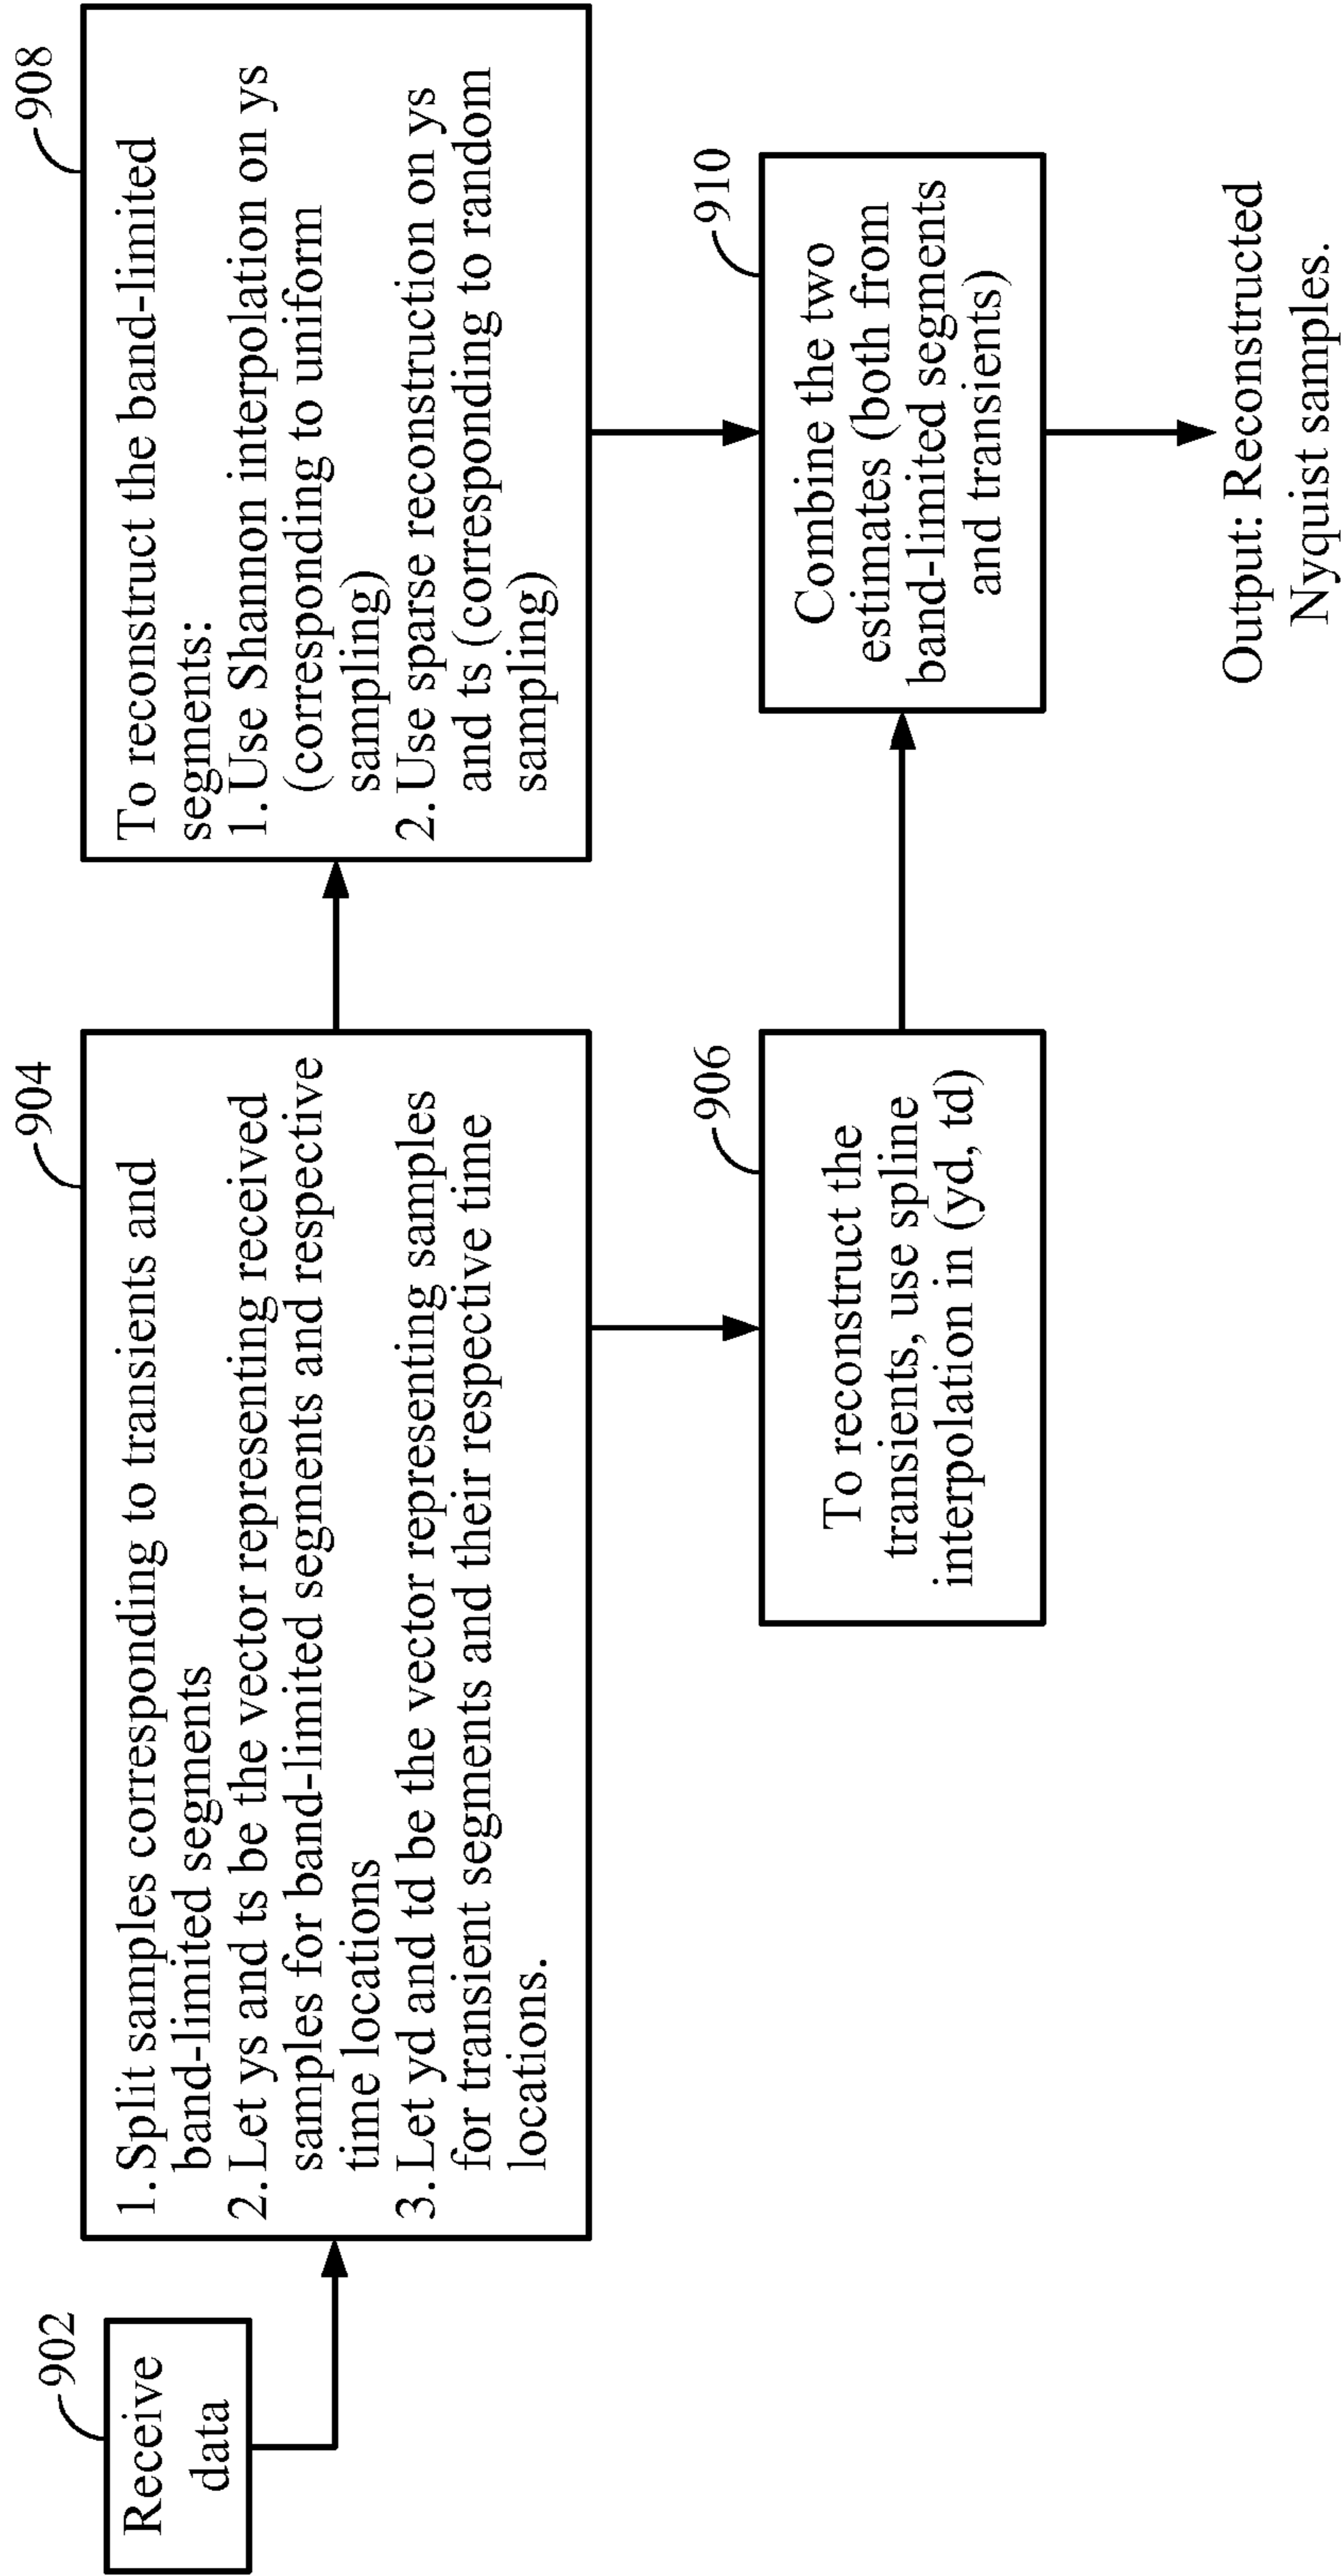 902
Receive
data
904
1. Split samples corresponding to transients and
band-limited segments
2. Let ys and ts be the vector representing received
samples for band-limited segments and respective
time locations
3. Let yd and td be the vector representing samples
for transient segments and their respective time
locations.
906
To reconstruct the
transients, use spline
interpolation in (yd, td)
908
To reconstruct the band-limited
segments:
1. Use Shannon interpolation on ys
(corresponding to uniform
sampling)
2. Use sparse reconstruction on ys
and ts (corresponding to random
sampling)
910
Combine the two
estimates (both from
band-limited segments
and transients)
Output: Reconstructed
Nyquist samples.